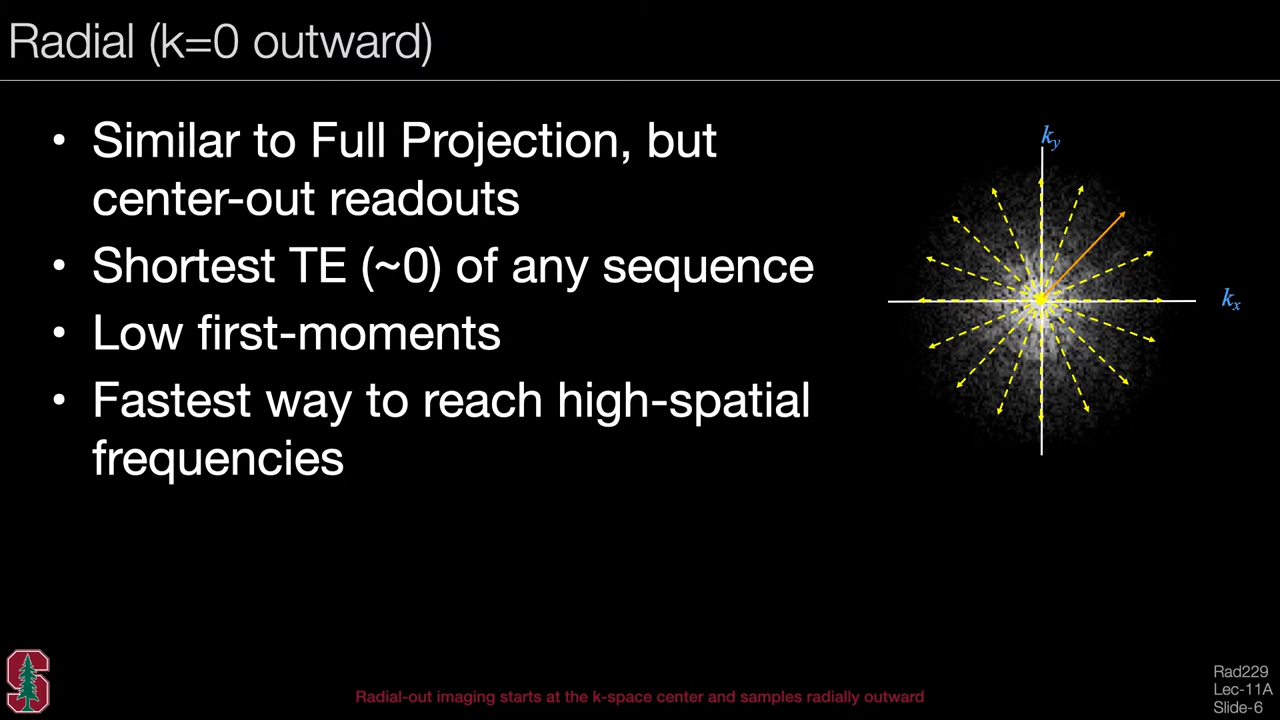 Radial (k=0 outward)
• Similar to Full Projection, but
center-out readouts
• Shortest TE (~0) of any sequence
• Low first-moments
• Fastest way to reach high-spatial
frequencies
ky
kx
S
Radial-out imaging starts at the k-space center and samples radially outward
Rad229
Lec-11A
Slide-6